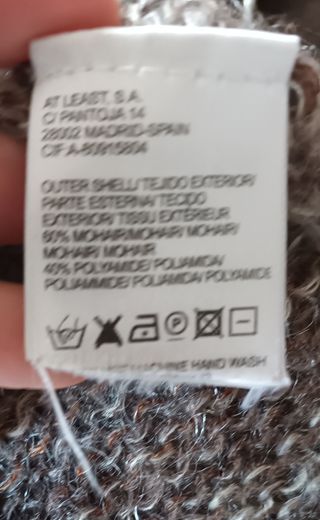 AT LEAST, S.A.
C/ PANTOJA 14
28002 MADRID-SPAIN
CIF A-80915804
OUTER SHELL/TEJIDO EXTERIOR/
PARTE ESTERNA/TECIDO
EXTERIOR/TISSU EXTÉRIEUR
60% MOHAIR/MOHAIR/MOHAIR/
MOHAIR/MOHAIR
40% POLYAMIDE/POLIAMIDA/
POLIAMMIDE/POLIAMIDA/POLYAMIDE
P
MACHINE HAND WASH